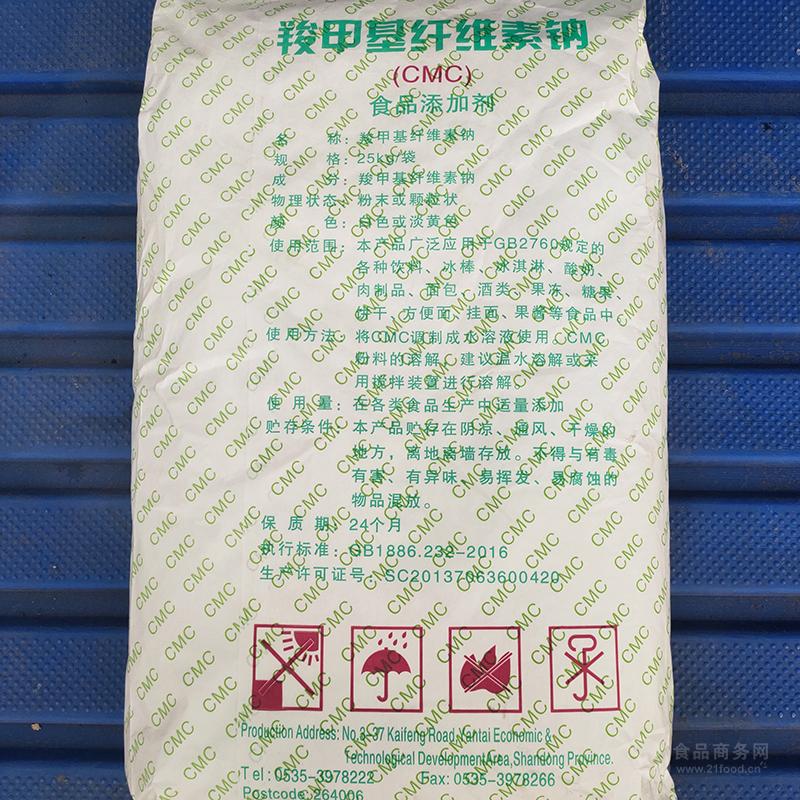 羧甲基纤维素钠
(CMC)
食品添加剂
名 称：羧甲基纤维素钠
规 格：25kg/袋
成 分：羧甲基纤维素钠
物理状态：粉末或颗粒状
颜 色：白色或淡黄色
使用范围：本产品广泛应用于GB2760规定的
各种饮料、冰棒、冰淇淋、酸奶、
肉制品、面包、酒类、果冻、糖果、
饼干、方便面、挂面、果酱等食品中
使用方法：将CMC调制成水溶液使用，CMC
粉料的溶解，建议温水溶解或采
用搅拌装置进行溶解
使 用 量：在各类食品生产中适量添加
贮存条件：本产品贮存在阴凉、通风、干燥的
地方，离地离墙存放。不得与有毒
有害、有异味、易挥发、易腐蚀的
物品混放。
保 质 期：24个月
执行标准：GB1886.232-2016
生产许可证号：SC20137063600420
Production Address: No.3-37 Kaifeng Road,Yantai Economic &
Technological DevelopmentArea,Shandong Province.
Tel:0535-3978222 Fax: 0535-3978266
Postcode:264006
食品商务网
www.21food.cn